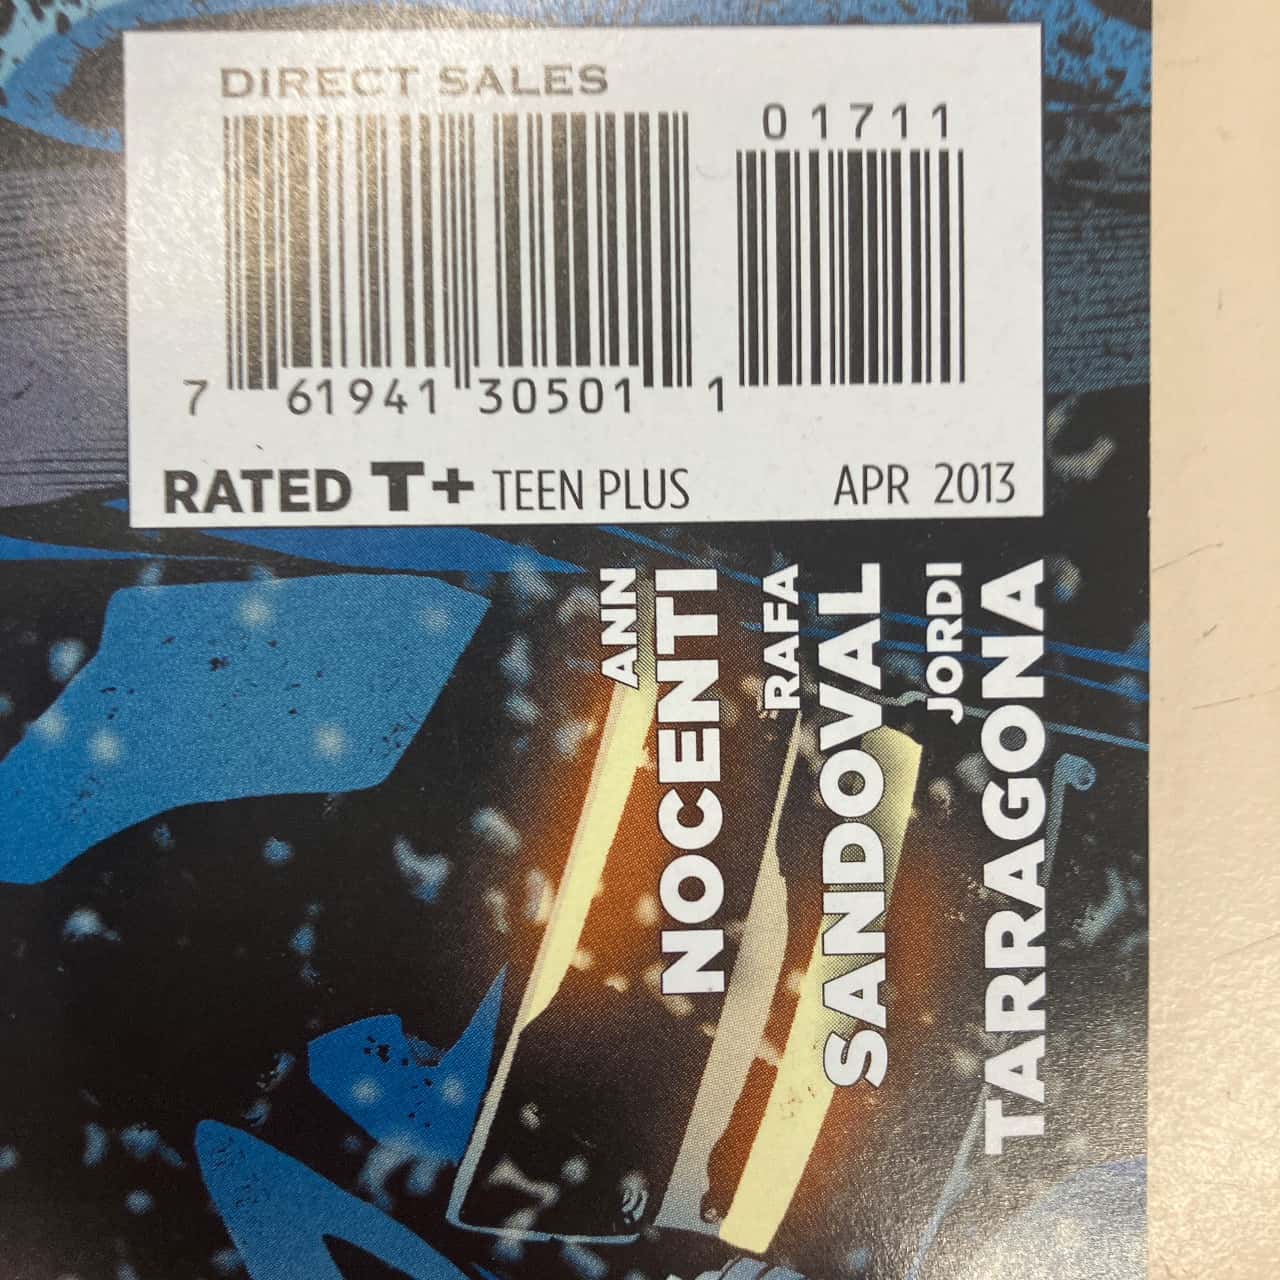 DIRECT SALES
01711
7 61941 30501 1
RATED T+ TEEN PLUS APR 2013
ANN
NOCENTI
RAFA
SANDOVAL
JORDI
TARRAGONA